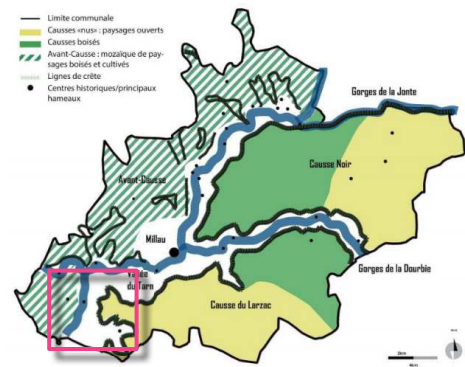 Limite communale
Causses «nus» : paysages ouverts
Causses boisés
Avant-Causse : mozaïque de pay-
sages boisés et cultivés
Lignes de crête
Centres historiques/principaux
hameaux
Gorges de la Jonte
Causse Noir
Avant-Causse
Millau
Vallée
du Tarn
Gorges de la Dourbie
Causse du Larzac